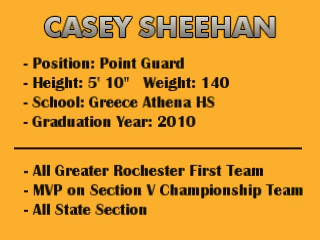 CASEY SHEEHAN
- Position: Point Guard
- Height: 5' 10" Weight: 140
- School: Greece Athena HS
- Graduation Year: 2010
- All Greater Rochester First Team
- MVP on Section V Championship Team
- All State Section